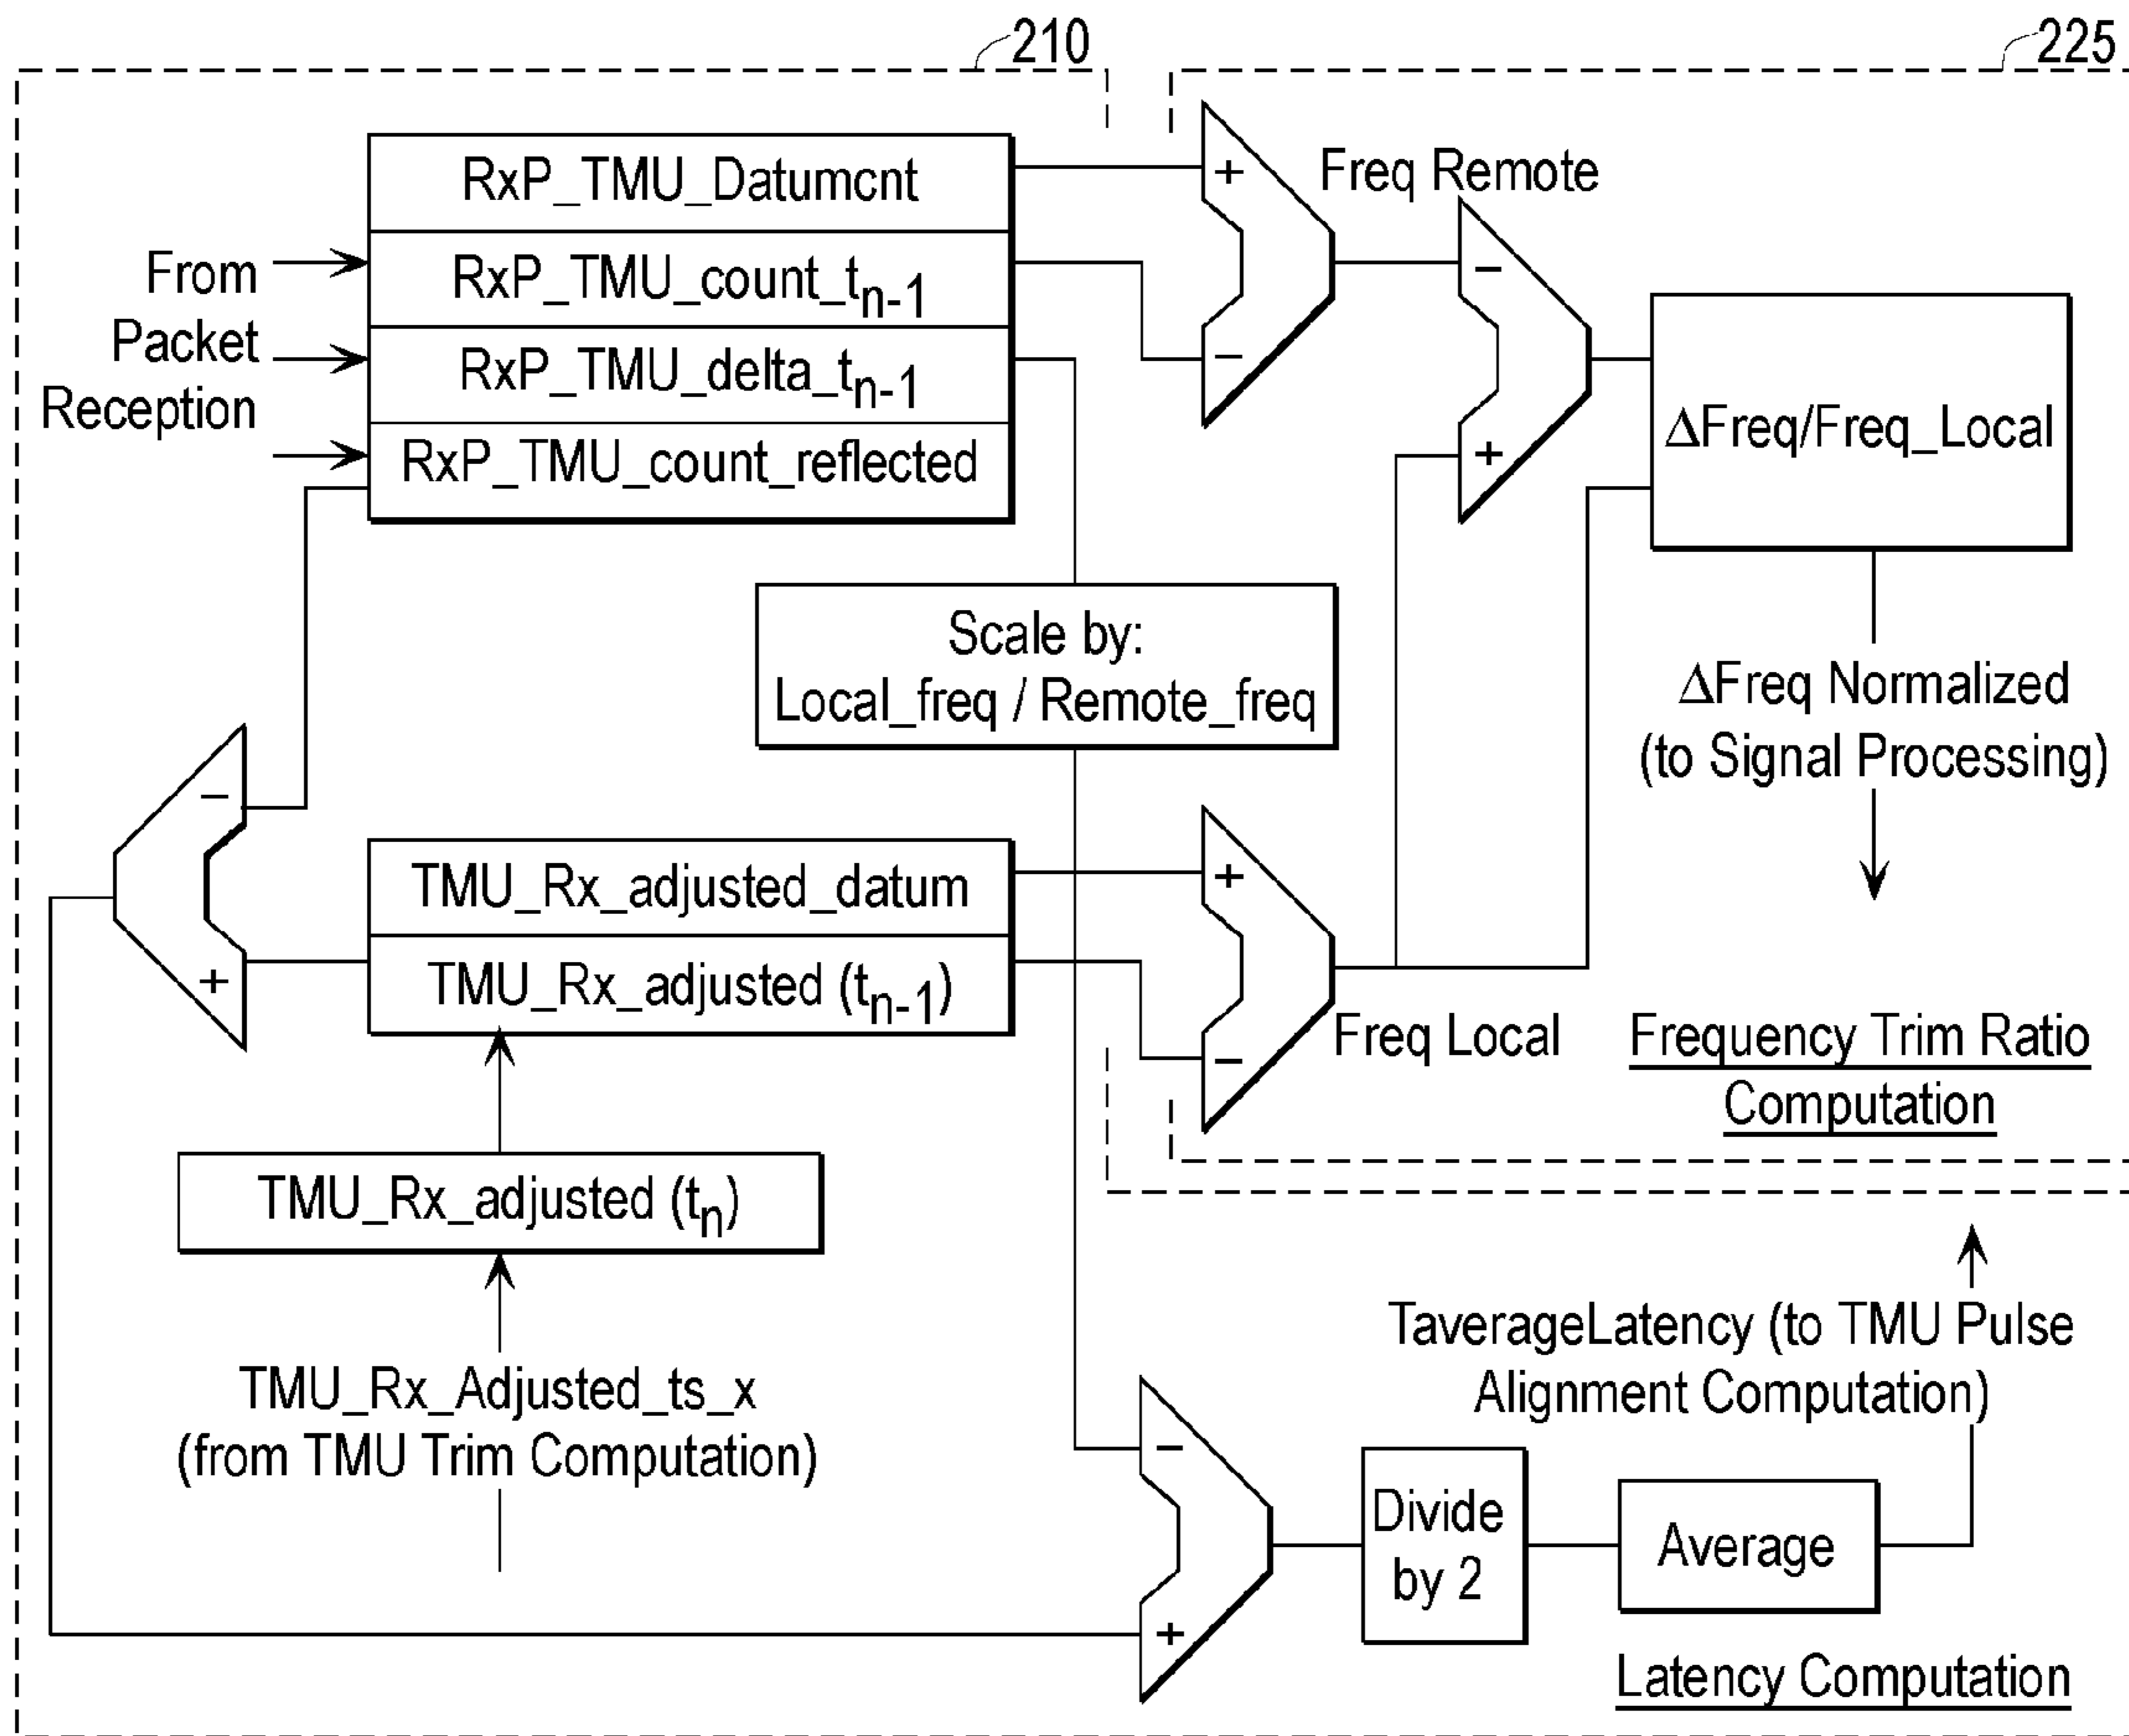 210
225
RxP_TMU_Datumcnt
+
Freq Remote
From
Packet
Reception
RxP_TMU_count_tn-1
−
−
RxP_TMU_delta_tn-1
ΔFreq/Freq_Local
RxP_TMU_count_reflected
+
Scale by:
Local_freq / Remote_freq
ΔFreq Normalized
(to Signal Processing)
−
+
TMU_Rx_adjusted_datum
+
TMU_Rx_adjusted (tn-1)
−
Freq Local
Frequency Trim Ratio
Computation
TMU_Rx_adjusted (tn)
TMU_Rx_Adjusted_ts_x
(from TMU Trim Computation)
TaverageLatency (to TMU Pulse
Alignment Computation)
−
+
Divide
by 2
Average
Latency Computation